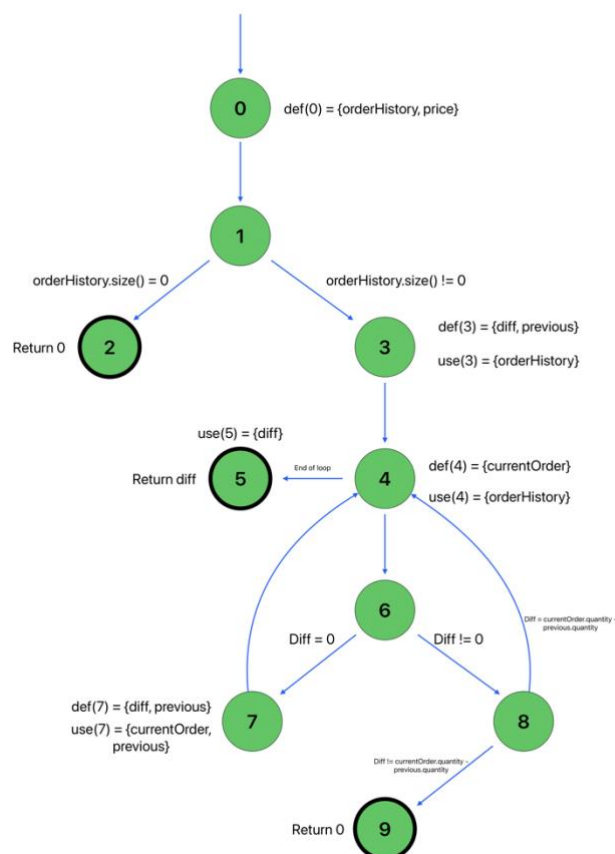 0
def(0) = {orderHistory, price}
1
orderHistory.size() = 0
orderHistory.size() != 0
Return 0
2
3
def(3) = {diff, previous}
use(3) = {orderHistory}
use(5) = {diff}
Return diff
5
End of loop
4
def(4) = {currentOrder}
use(4) = {orderHistory}
6
Diff = currentOrder.quantity -
previous.quantity
Diff = 0
Diff != 0
def(7) = {diff, previous}
use(7) = {currentOrder,
previous}
7
8
Diff != currentOrder.quantity -
previous.quantity
Return 0
9